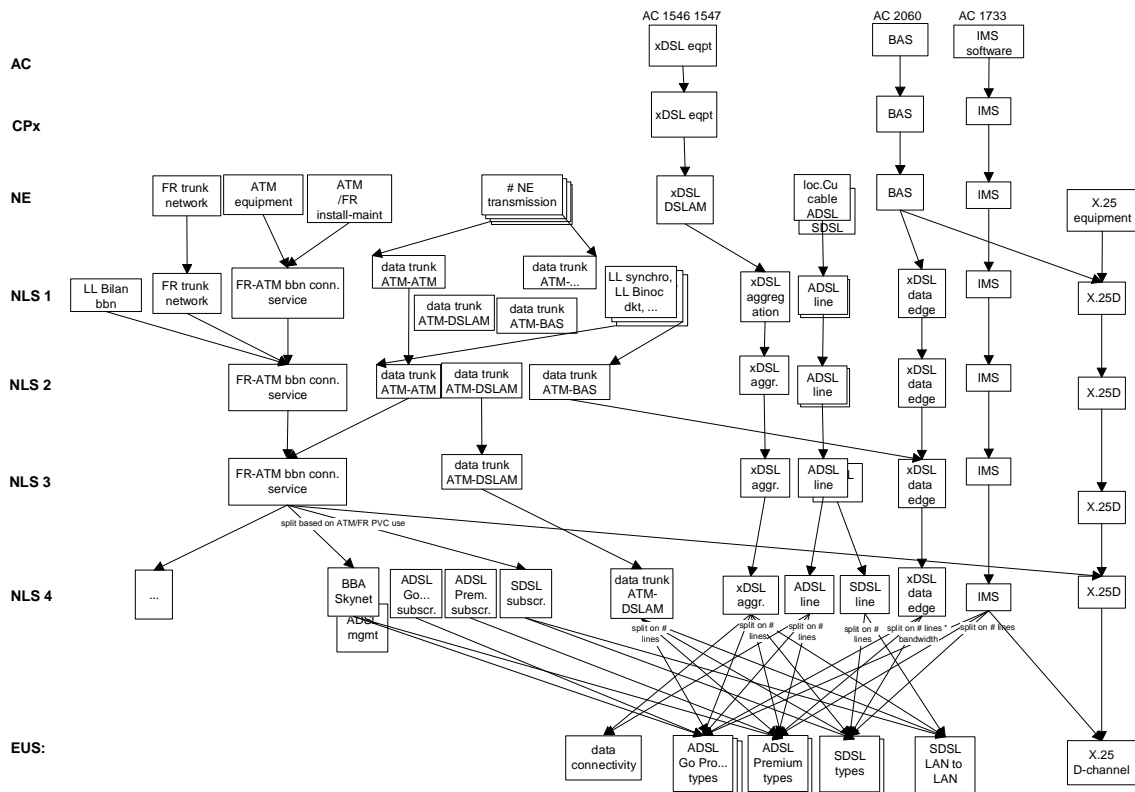 AC 1546 1547
AC 2060
AC 1733
AC
xDSL eqpt
BAS
IMS
software
CPx
xDSL eqpt
BAS
IMS
NE
FR trunk
network
ATM
equipment
ATM
/FR
install-maint
# NE
transmission
xDSL
DSLAM
loc.Cu
cable
ADSL
SDSL
BAS
IMS
X.25
equipment
NLS 1
LL Bilan
bbn
FR trunk
network
FR-ATM bbn conn.
service
data trunk
ATM-ATM
data trunk
ATM-...
data trunk
ATM-DSLAM
data trunk
ATM-BAS
LL synchro,
LL Binoc
dkt, ...
xDSL
aggreg
ation
ADSL
line
xDSL
data
edge
IMS
X.25D
NLS 2
FR-ATM bbn conn.
service
data trunk
ATM-ATM
data trunk
ATM-DSLAM
data trunk
ATM-BAS
xDSL
aggr.
ADSL
line
xDSL
data
edge
IMS
X.25D
NLS 3
FR-ATM bbn conn.
service
data trunk
ATM-DSLAM
xDSL
aggr.
ADSL
line
xDSL
data
edge
IMS
X.25D
split based on ATM/FR PVC use
NLS 4
...
BBA
Skynet
ADSL
mgmt
ADSL
Go...
subscr.
ADSL
Prem.
subscr.
SDSL
subscr.
data trunk
ATM-
DSLAM
xDSL
aggr.
ADSL
line
SDSL
line
xDSL
data
edge
IMS
X.25D
split on #
lines
split on #
lines
split on #
lines
split on #
lines
split on # lines *
bandwidth
split on # lines
EUS:
data
connectivity
ADSL
Go Pro...
types
ADSL
Premium
types
SDSL
types
SDSL
LAN to
LAN
X.25
D-channel